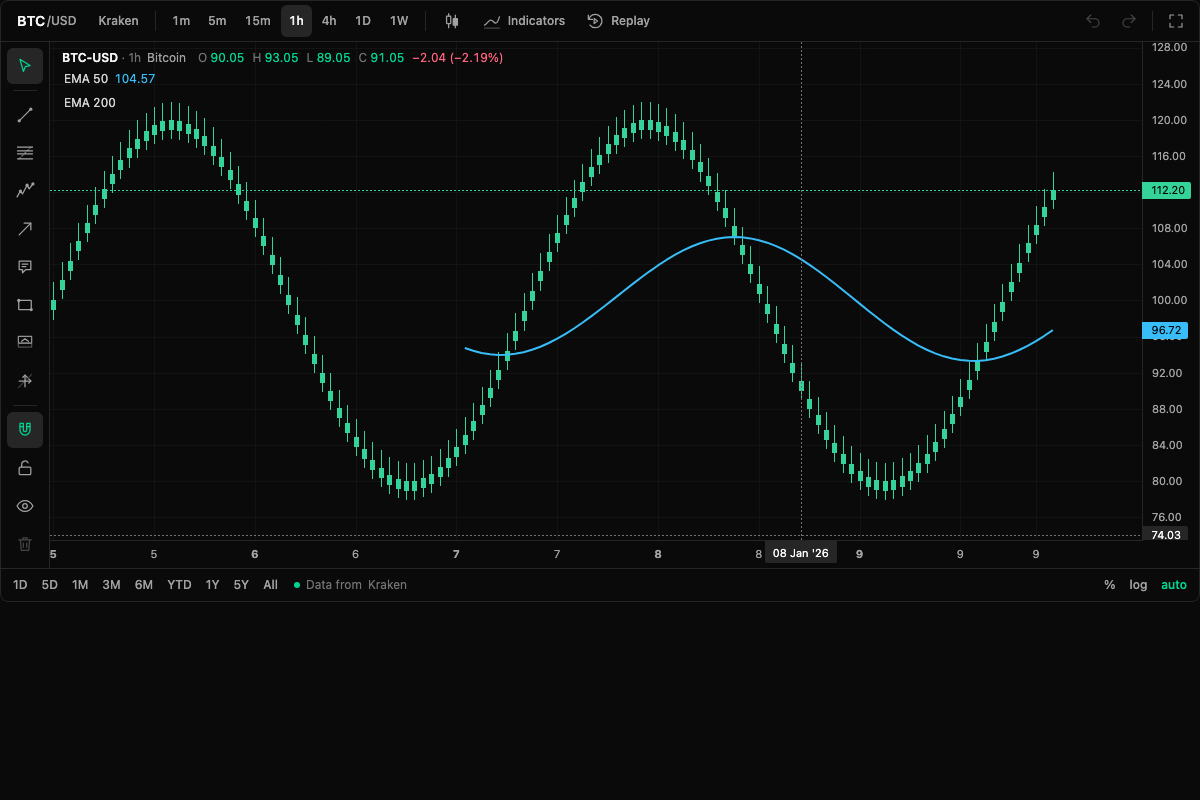 BTC/USD Kraken 1m 5m 15m 1h 4h 1D 1W Indicators Replay
BTC-USD · 1h Bitcoin O 90.05 H 93.05 L 89.05 C 91.05 −2.04 (−2.19%)
EMA 50 104.57
EMA 200
128.00
124.00
120.00
116.00
112.20
108.00
104.00
100.00
96.72
92.00
88.00
84.00
80.00
76.00
74.03
5 5 6 6 7 7 8 8 08 Jan '26 9 9 9
1D 5D 1M 3M 6M YTD 1Y 5Y All Data from Kraken % log auto